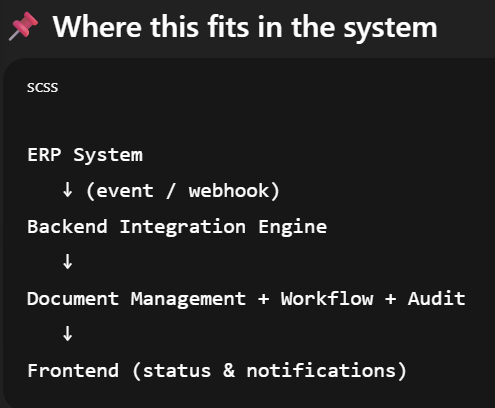 📌 Where this fits in the system
scss
ERP System
↓ (event / webhook)
Backend Integration Engine
↓
Document Management + Workflow + Audit
↓
Frontend (status & notifications)